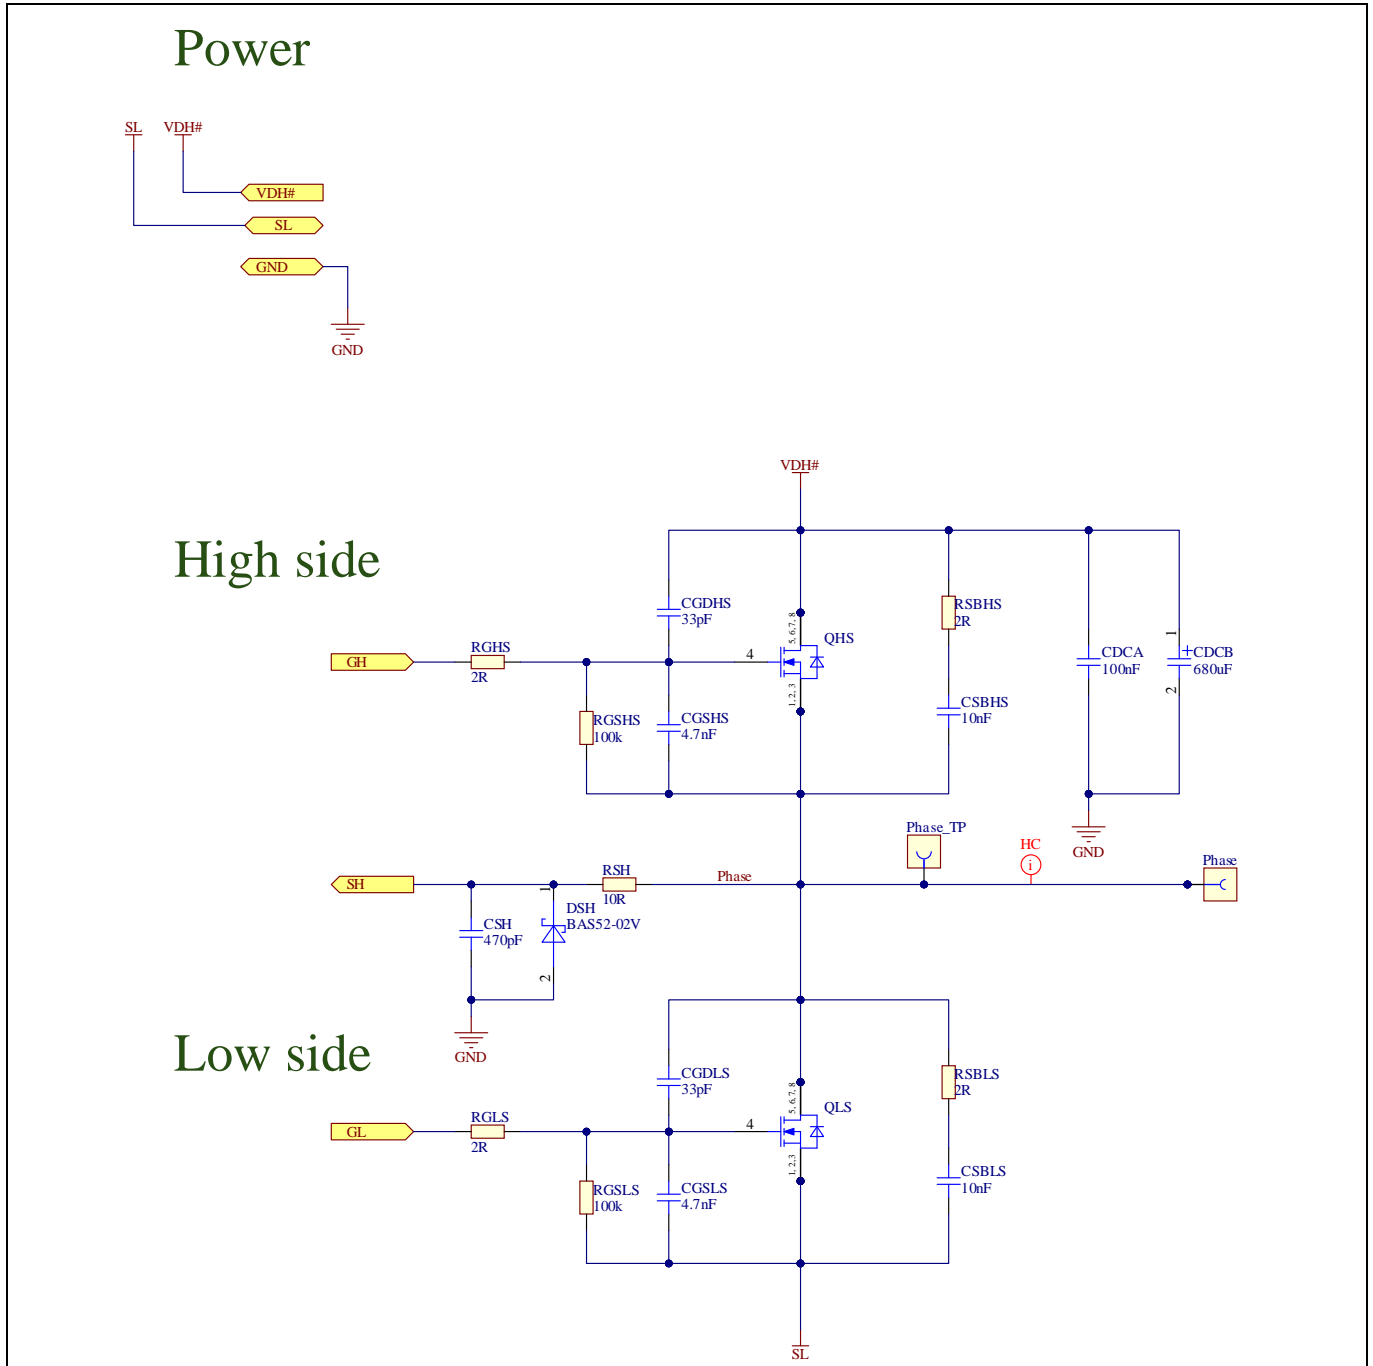 Power
SL VDH#
VDH#
SL
GND
GND
VDH#
High side
CGDHS
33pF
5, 6,7, 8
RSBHS
2R
RGHS
GH
2R
4
QHS
1, 2, 3
1
CDCA
100nF
CDCB
680uF
2
RGSHS
100k
CGSHS
4.7nF
CSBHS
10nF
Phase_TP
HC
i
GND
Phase
SH
1
RSH
10R
Phase
CSH
470pF
DSH
BAS52-02V
2
GND
Low side
CGDLS
33pF
5, 6,7, 8
RSBLS
2R
RGLS
GL
2R
4
QLS
1, 2,3
RGSLS
100k
CGSLS
4.7nF
CSBLS
10nF
SL